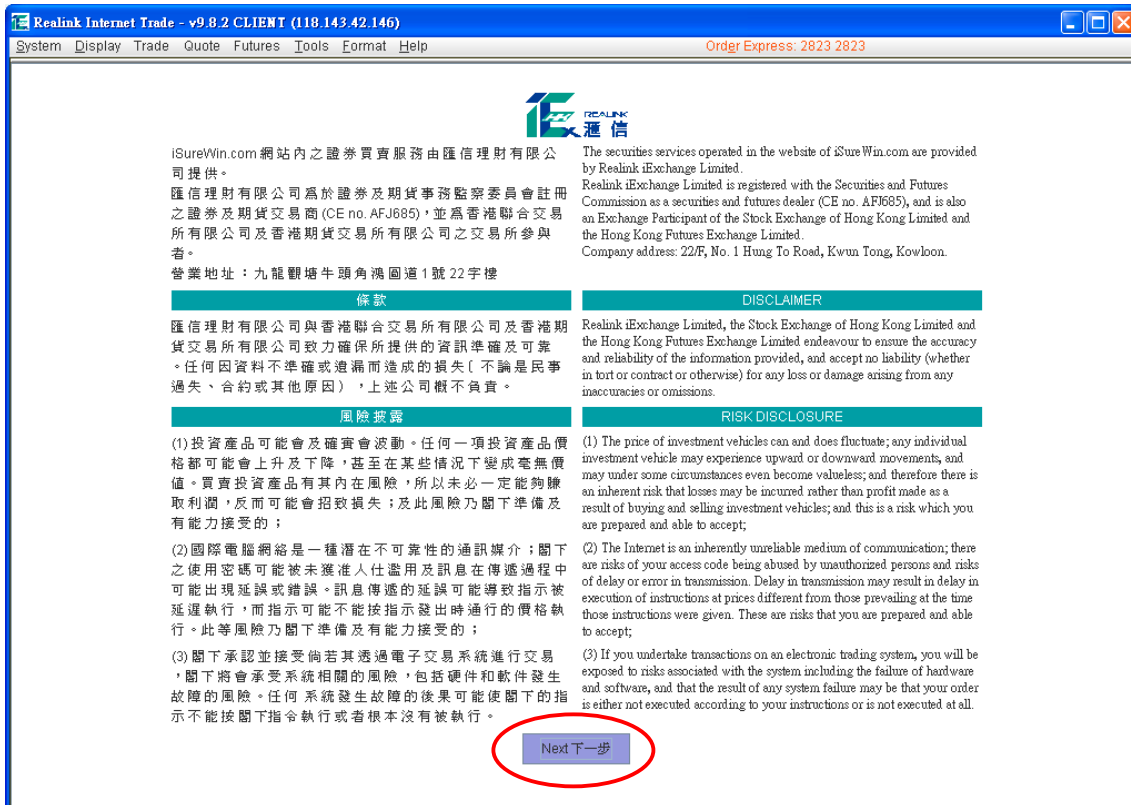 Realink Internet Trade - v9.8.2 CLIENT (118.143.42.146)
System Display Trade Quote Futures Tools Format Help Order Express: 2823 2823
REALINK
滙信
iSureWin.com 網站內之證券買賣服務由匯信理財有限公
司提供。
匯信理財有限公司為於證券及期貨事務監察委員會註冊
之證券及期貨交易商 (CE no. AFJ685)，並為香港聯合交易
所有限公司及香港期貨交易所有限公司之交易所參與
者。
營業地址：九龍觀塘牛頭角鴻圖道1號 22字樓
The securities services operated in the website of iSureWin.com are provided
by Realink iExchange Limited.
Realink iExchange Limited is registered with the Securities and Futures
Commission as a securities and futures dealer (CE no. AFJ685), and is also
an Exchange Participant of the Stock Exchange of Hong Kong Limited and
the Hong Kong Futures Exchange Limited.
Company address: 22/F, No. 1 Hung To Road, Kwun Tong, Kowloon.
條款
匯信理財有限公司與香港聯合交易所有限公司及香港期
貨交易所有限公司致力確保所提供的資訊準確及可靠
。任何因資料不準確或遺漏而造成的損失﹝不論是民事
過失、合約或其他原因），上述公司概不負責。
DISCLAIMER
Realink iExchange Limited, the Stock Exchange of Hong Kong Limited and
the Hong Kong Futures Exchange Limited endeavour to ensure the accuracy
and reliability of the information provided, and accept no liability (whether
in tort or contract or otherwise) for any loss or damage arising from any
inaccuracies or omissions.
風險披露
(1) 投資產品可能會及確實會波動。任何一項投資產品價
格都可能會上升及下降，甚至在某些情況下變成毫無價
值。買賣投資產品有其內在風險，所以未必一定能夠賺
取利潤，反而可能會招致損失；及此風險乃閣下準備及
有能力接受的；
(2) 國際電腦網絡是一種潛在不可靠性的通訊媒介；閣下
之使用密碼可能被未獲准人仕濫用及訊息在傳遞過程中
可能出現延誤或錯誤。訊息傳遞的延誤可能導致指示被
延遲執行，而指示可能不能按指示發出時通行的價格執
行。此等風險乃閣下準備及有能力接受的；
(3) 閣下承認並接受倘若其透過電子交易系統進行交易
，閣下將會承受系統相關的風險，包括硬件和軟件發生
故障的風險。任何 系統發生故障的後果可能使閣下的指
示不能按閣下指令執行或者根本沒有被執行。
RISK DISCLOSURE
(1) The price of investment vehicles can and does fluctuate; any individual
investment vehicle may experience upward or downward movements, and
may under some circumstances even become valueless; and therefore there is
an inherent risk that losses may be incurred rather than profit made as a
result of buying and selling investment vehicles; and this is a risk which you
are prepared and able to accept;
(2) The Internet is an inherently unreliable medium of communication; there
are risks of your access code being abused by unauthorized persons and risks
of delay or error in transmission. Delay in transmission may result in delay in
execution of instructions at prices different from those prevailing at the time
those instructions were given. These are risks that you are prepared and able
to accept;
(3) If you undertake transactions on an electronic trading system, you will be
exposed to risks associated with the system including the failure of hardware
and software, and that the result of any system failure may be that your order
is either not executed according to your instructions or is not executed at all.
Next 下一步